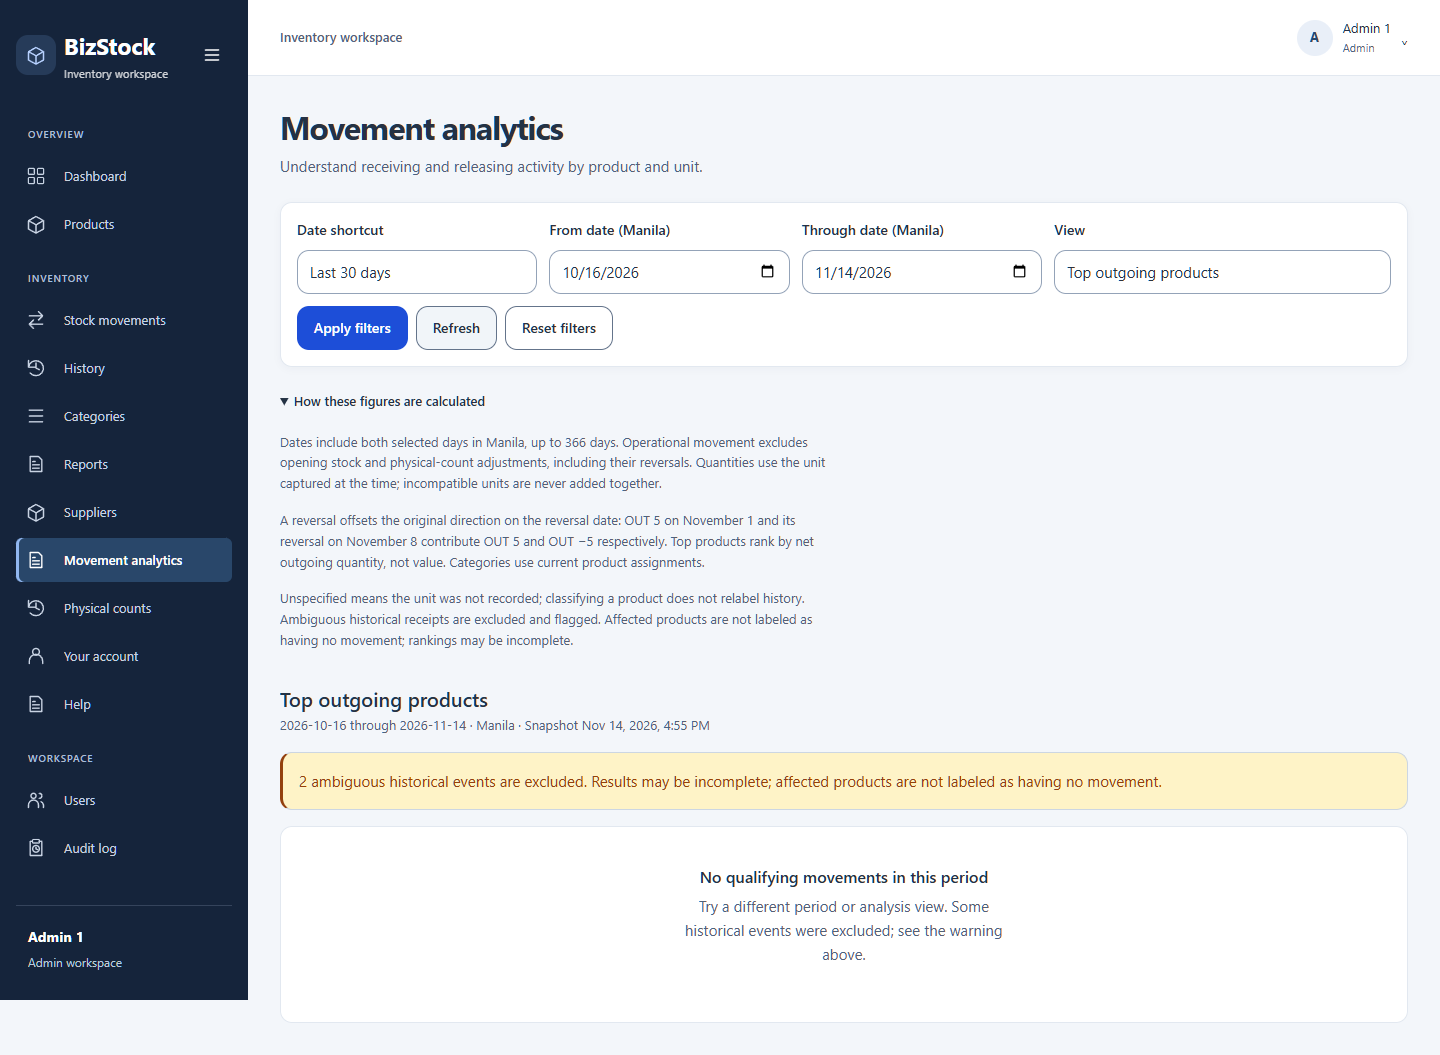 BizStock
Inventory workspace
OVERVIEW
Dashboard
Products
INVENTORY
Stock movements
History
Categories
Reports
Suppliers
Movement analytics
Physical counts
Your account
Help
WORKSPACE
Users
Audit log
Admin 1
Admin workspace
Inventory workspace
A
Admin 1
Admin
Movement analytics
Understand receiving and releasing activity by product and unit.
Date shortcut
From date (Manila)
Through date (Manila)
View
Last 30 days
10/16/2026
11/14/2026
Top outgoing products
Apply filters
Refresh
Reset filters
▼ How these figures are calculated
Dates include both selected days in Manila, up to 366 days. Operational movement excludes
opening stock and physical-count adjustments, including their reversals. Quantities use the unit
captured at the time; incompatible units are never added together.
A reversal offsets the original direction on the reversal date: OUT 5 on November 1 and its
reversal on November 8 contribute OUT 5 and OUT −5 respectively. Top products rank by net
outgoing quantity, not value. Categories use current product assignments.
Unspecified means the unit was not recorded; classifying a product does not relabel history.
Ambiguous historical receipts are excluded and flagged. Affected products are not labeled as
having no movement; rankings may be incomplete.
Top outgoing products
2026-10-16 through 2026-11-14 · Manila · Snapshot Nov 14, 2026, 4:55 PM
2 ambiguous historical events are excluded. Results may be incomplete; affected products are not labeled as having no movement.
No qualifying movements in this period
Try a different period or analysis view. Some
historical events were excluded; see the warning
above.